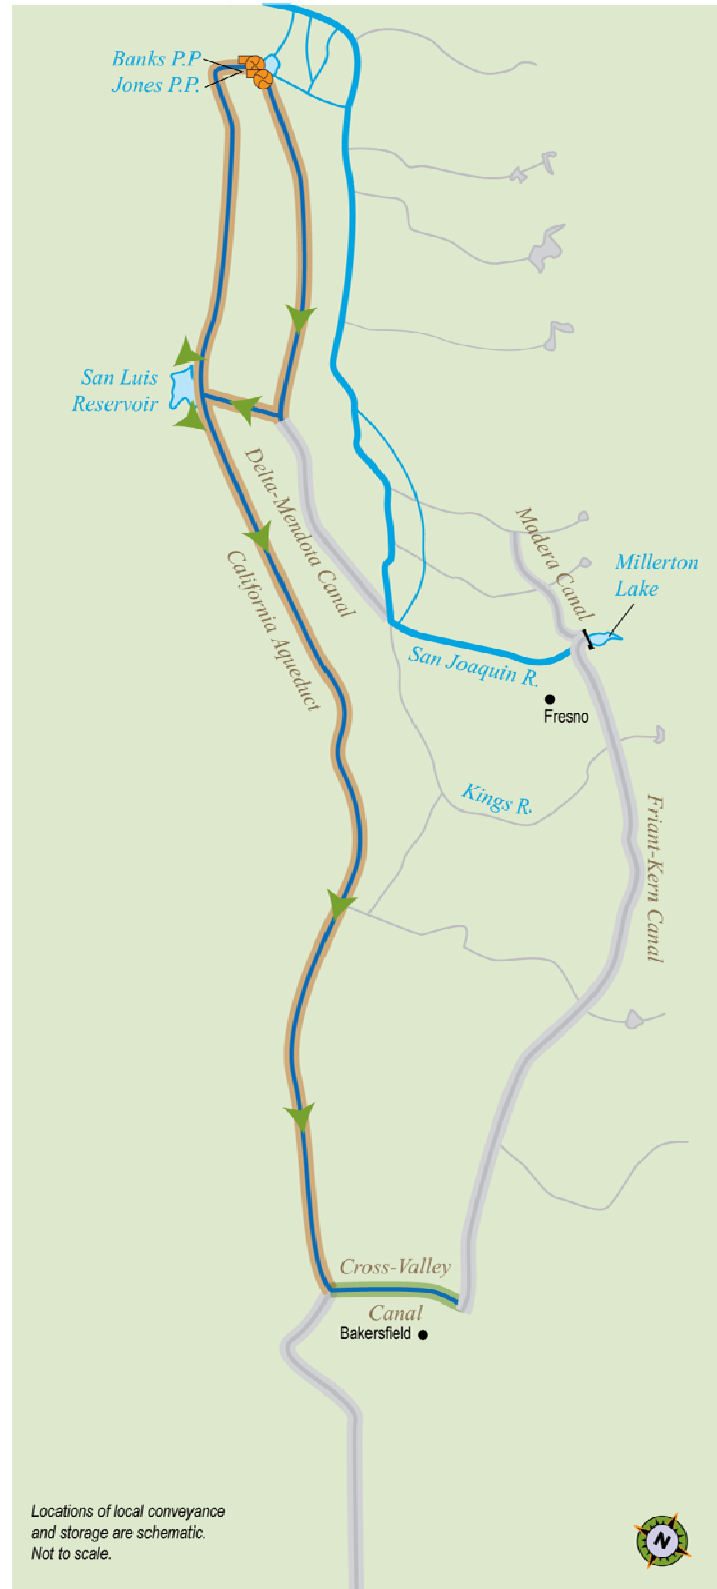 Banks P.P
Jones P.P.
San Luis
Reservoir
Delta-Mendota Canal
California Aqueduct
Madera Canal
Millerton
Lake
San Joaquin R.
Fresno
Kings R.
Friant-Kern Canal
Cross-Valley
Canal
Bakersfield
Locations of local conveyance
and storage are schematic.
Not to scale.
N